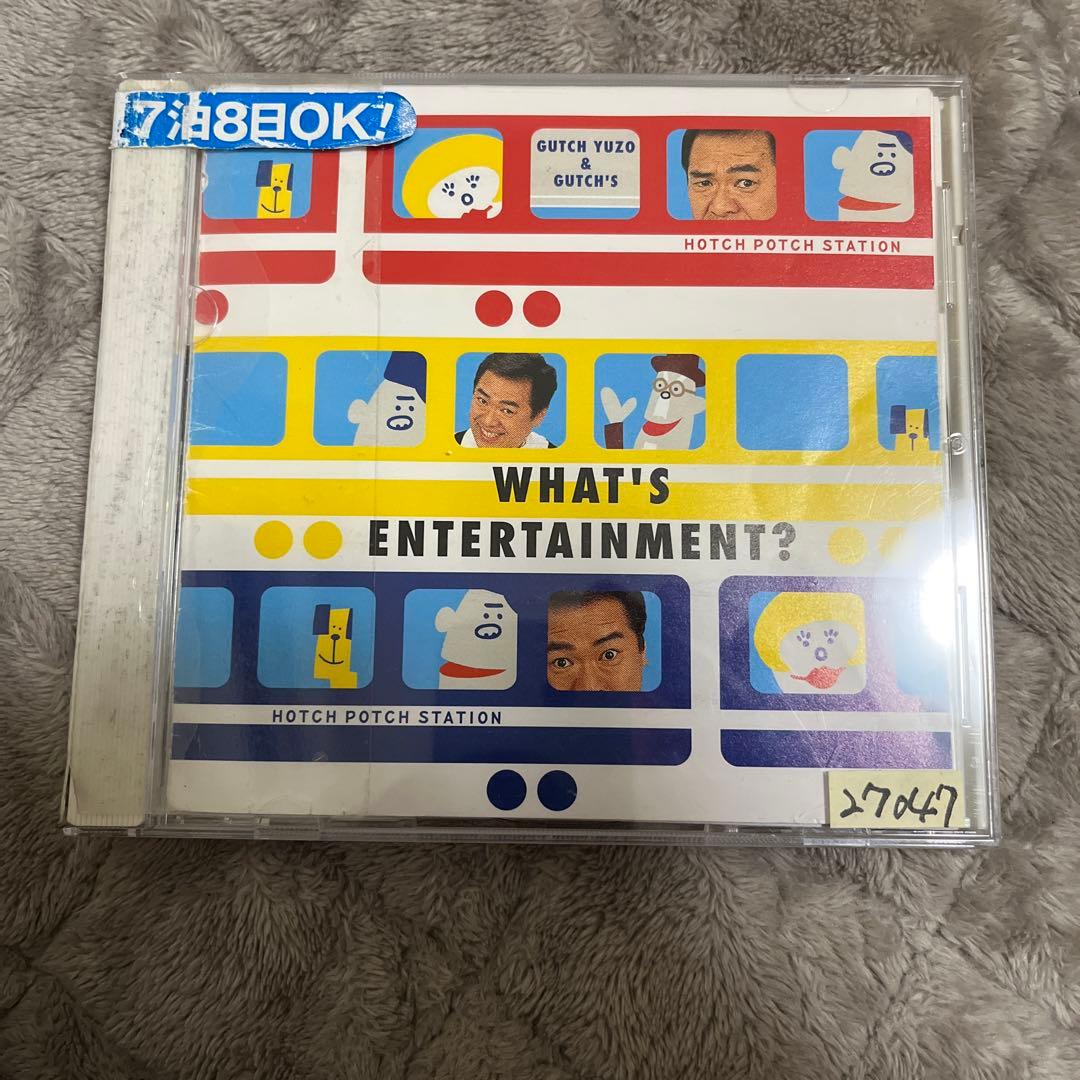 7泊8日OK!
GUTCH YUZO
&
GUTCH'S
HOTCH POTCH STATION
WHAT'S
ENTERTAINMENT?
HOTCH POTCH STATION
27047